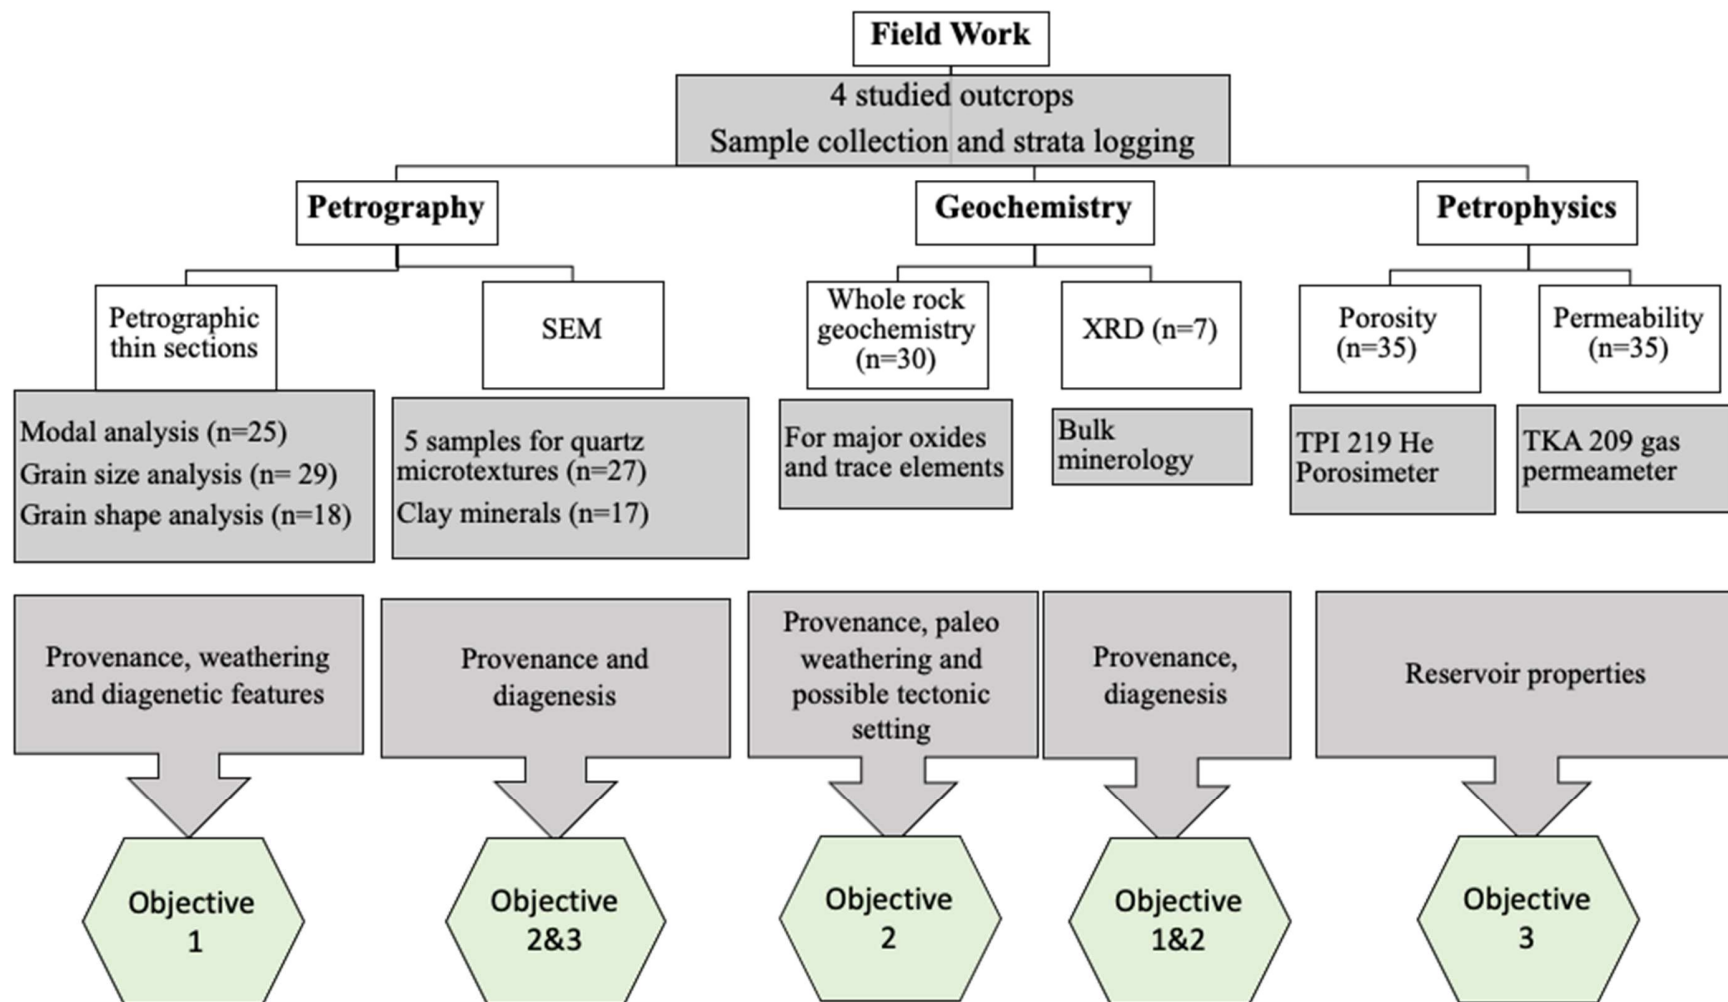 Field Work
4 studied outcrops
Sample collection and strata logging
Petrography
Geochemistry
Petrophysics
Petrographic
thin sections
SEM
Whole rock
geochemistry
(n=30)
XRD (n=7)
Porosity
(n=35)
Permeability
(n=35)
Modal analysis (n=25)
Grain size analysis (n= 29)
Grain shape analysis (n=18)
5 samples for quartz
microtextures (n=27)
Clay minerals (n=17)
For major oxides
and trace elements
Bulk
minerology
TPI 219 He
Porosimeter
TKA 209 gas
permeameter
Provenance, weathering
and diagenetic features
Provenance and
diagenesis
Provenance, paleo
weathering and
possible tectonic
setting
Provenance,
diagenesis
Reservoir properties
Objective
1
Objective
2&3
Objective
2
Objective
1&2
Objective
3